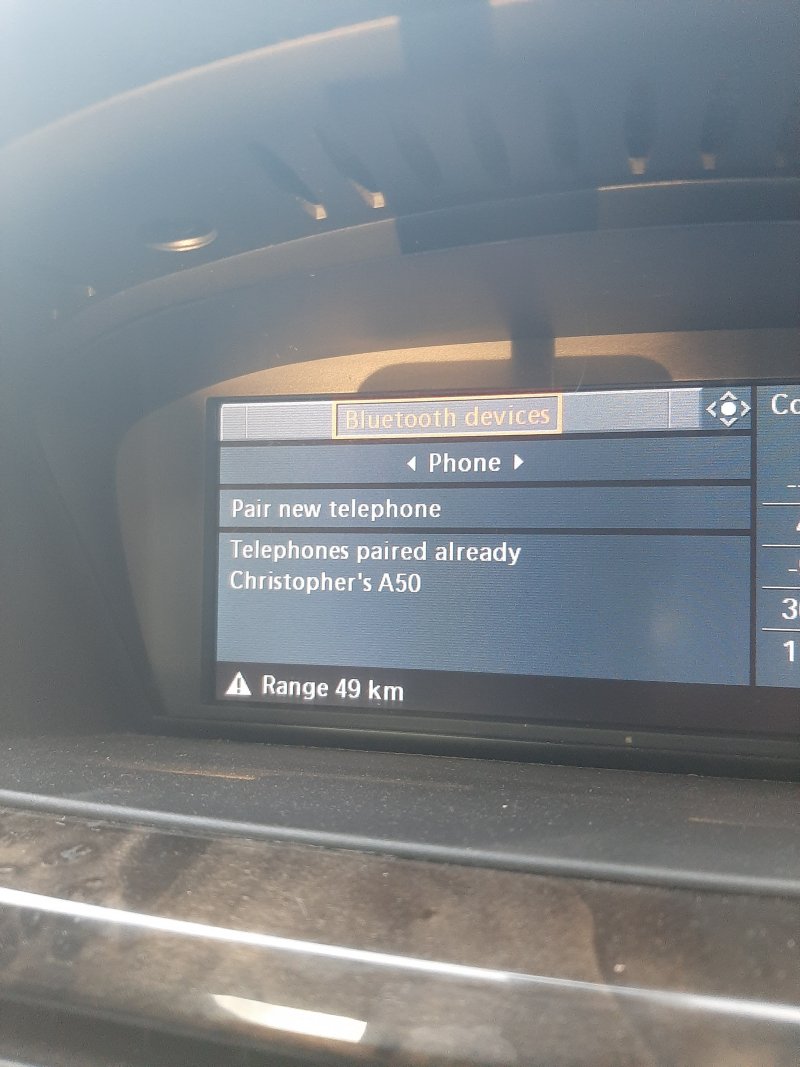 Bluetooth devices
Phone
Pair new telephone
Telephones paired already
Christopher's A50
Range 49 km